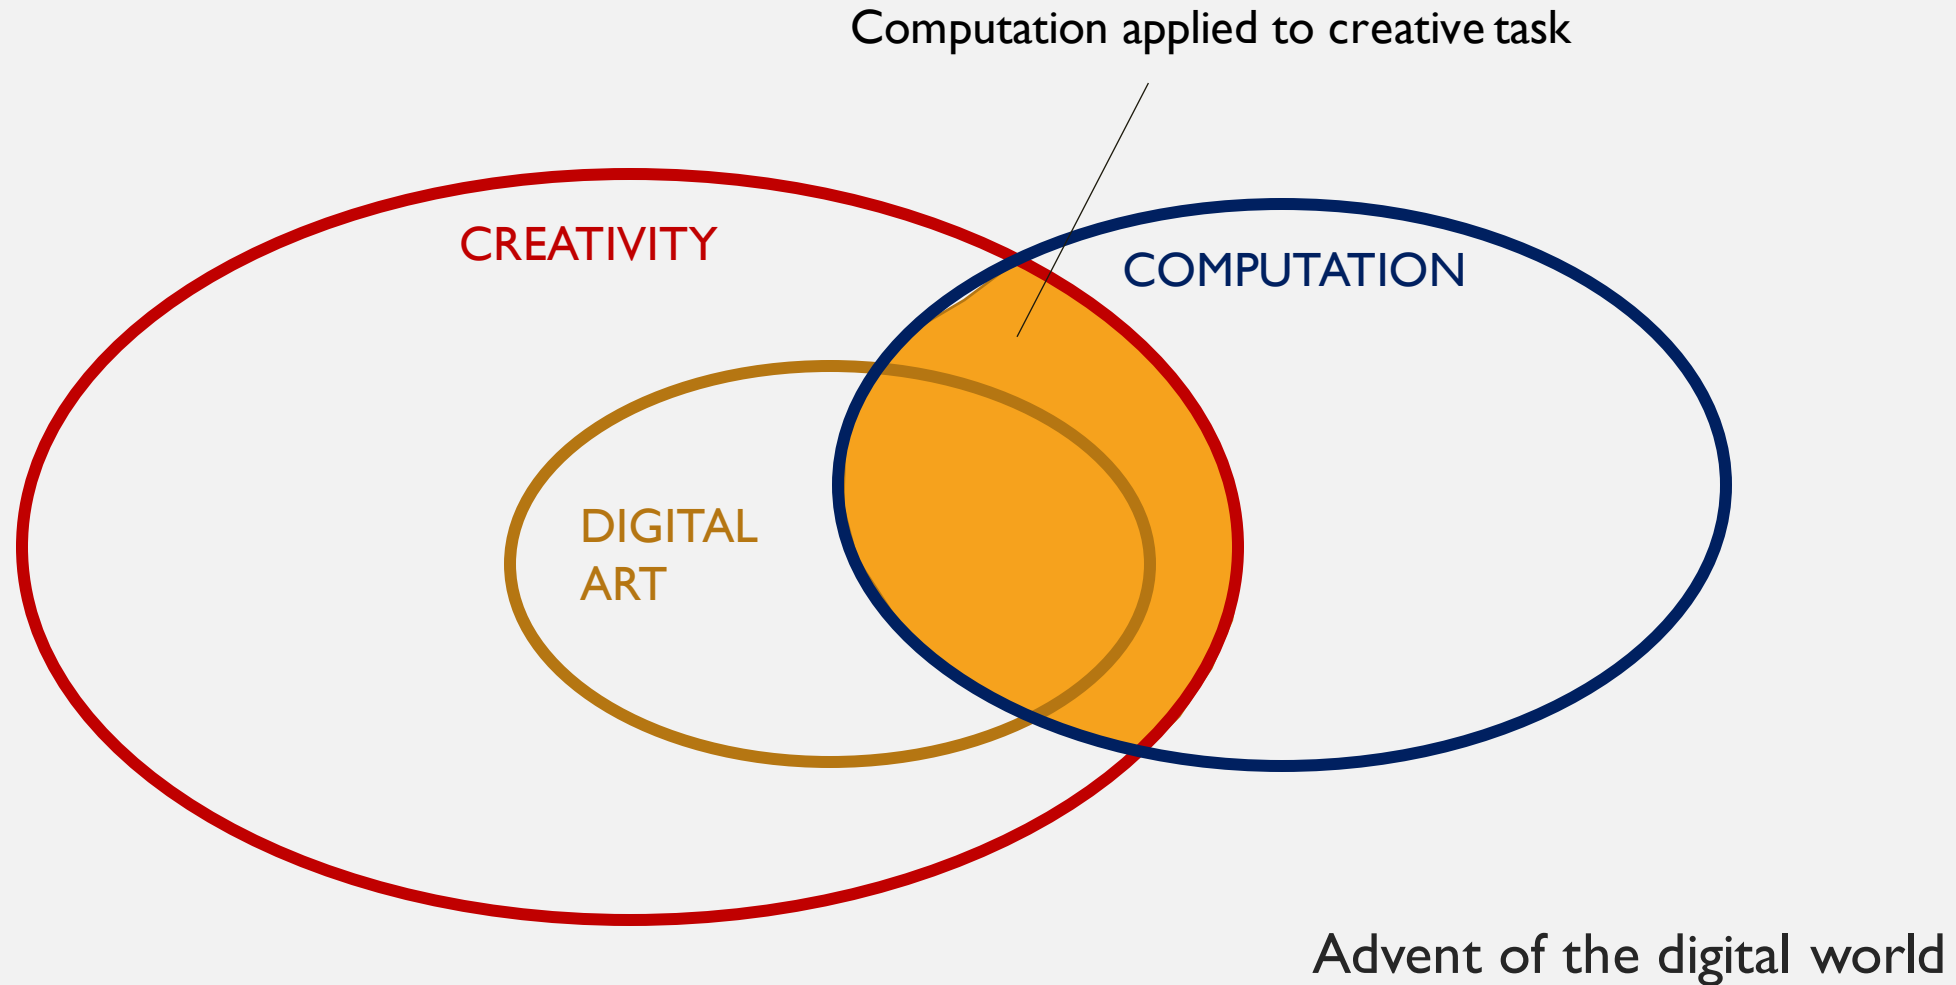 Computation applied to creative task
CREATIVITY
COMPUTATION
DIGITAL
ART
Advent of the digital world